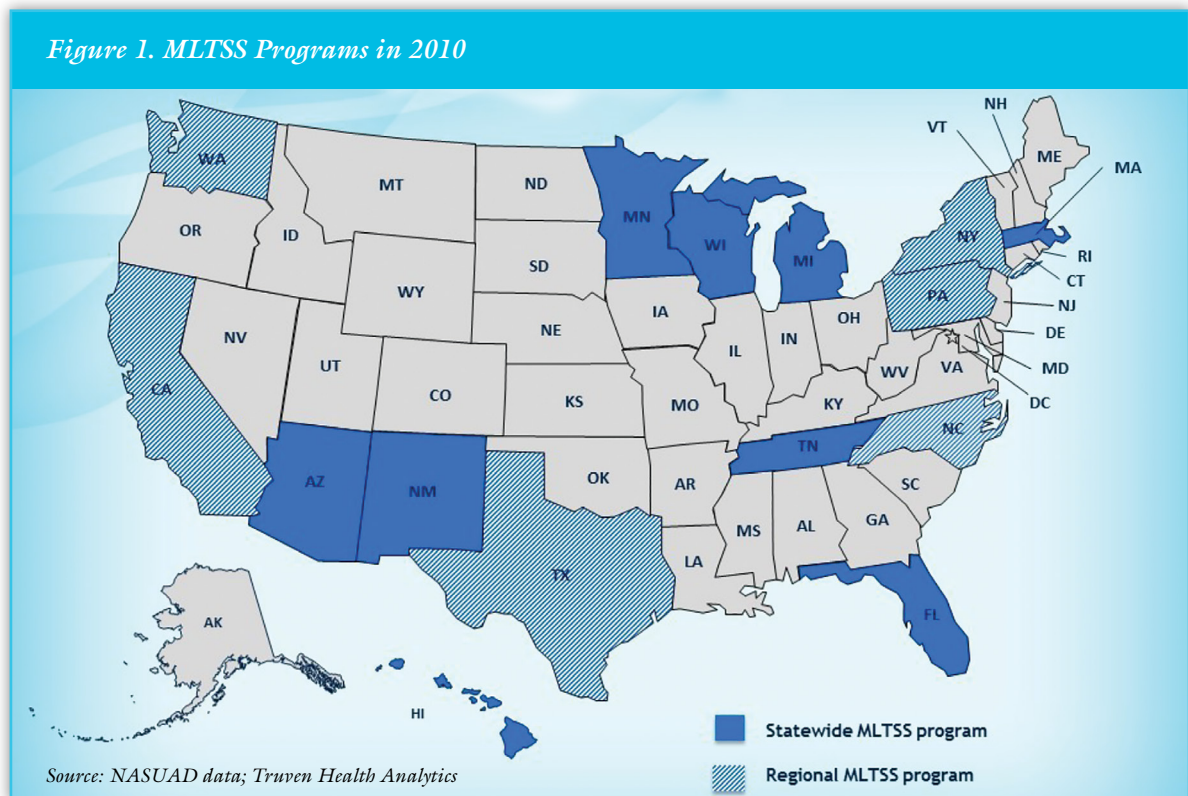 Figure 1. MLTSS Programs in 2010
NH
VT
WA
ME
MA
MT
ND
MN
OR
ID
WI
NY
SD
MI
RI
WY
CT
PA
NJ
IA
NE
OH
DE
NV
IN
IL
UT
MD
WV
VA
CO
KS
CA
MO
KY
DC
NC
TN
AZ
NM
OK
AR
SC
MS
AL
GA
LA
TX
FL
AK
HI
Statewide MLTSS program
Regional MLTSS program
Source: NASUAD data; Truven Health Analytics